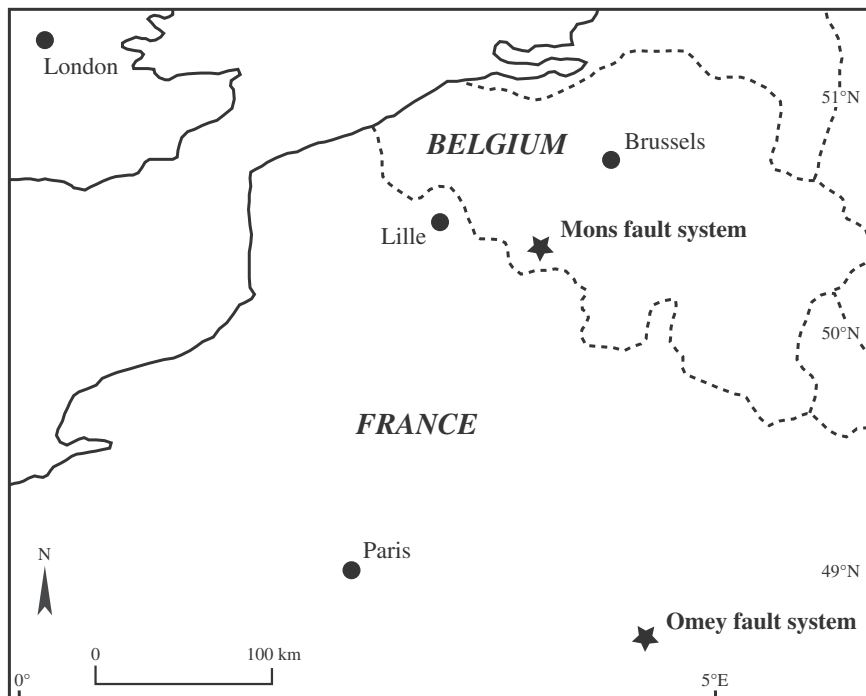 London
51°N
BELGIUM
Brussels
Lille
Mons fault system
50°N
FRANCE
N
Paris
49°N
Omey fault system
0
100 km
0°
5°E